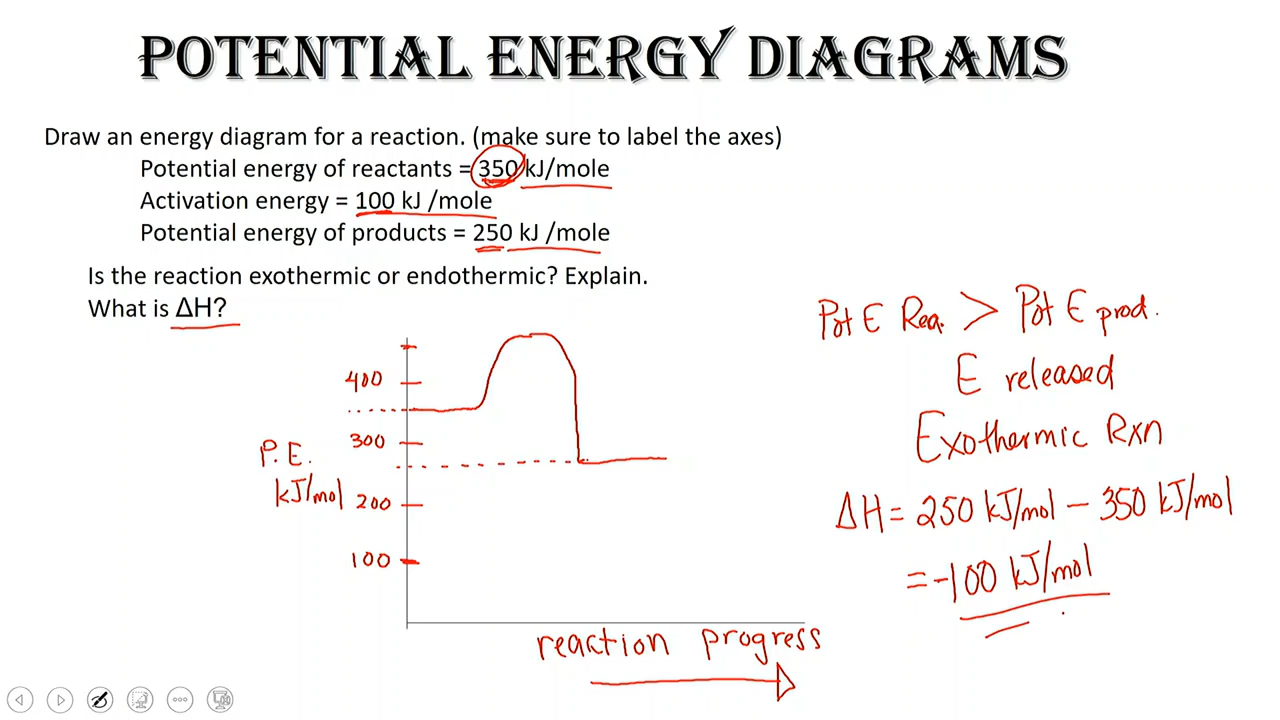 POTENTIAL ENERGY DIAGRAMS
Draw an energy diagram for a reaction. (make sure to label the axes)
Potential energy of reactants = 350 kJ/mole
Activation energy = 100 kJ /mole
Potential energy of products = 250 kJ /mole
Is the reaction exothermic or endothermic? Explain.
What is ΔH?
400
300
P.E.
kJ/mol
200
100
reaction progress
Pot E Rea. > Pot E prod.
E released
Exothermic Rxn
ΔH = 250 kJ/mol - 350 kJ/mol
= -100 kJ/mol